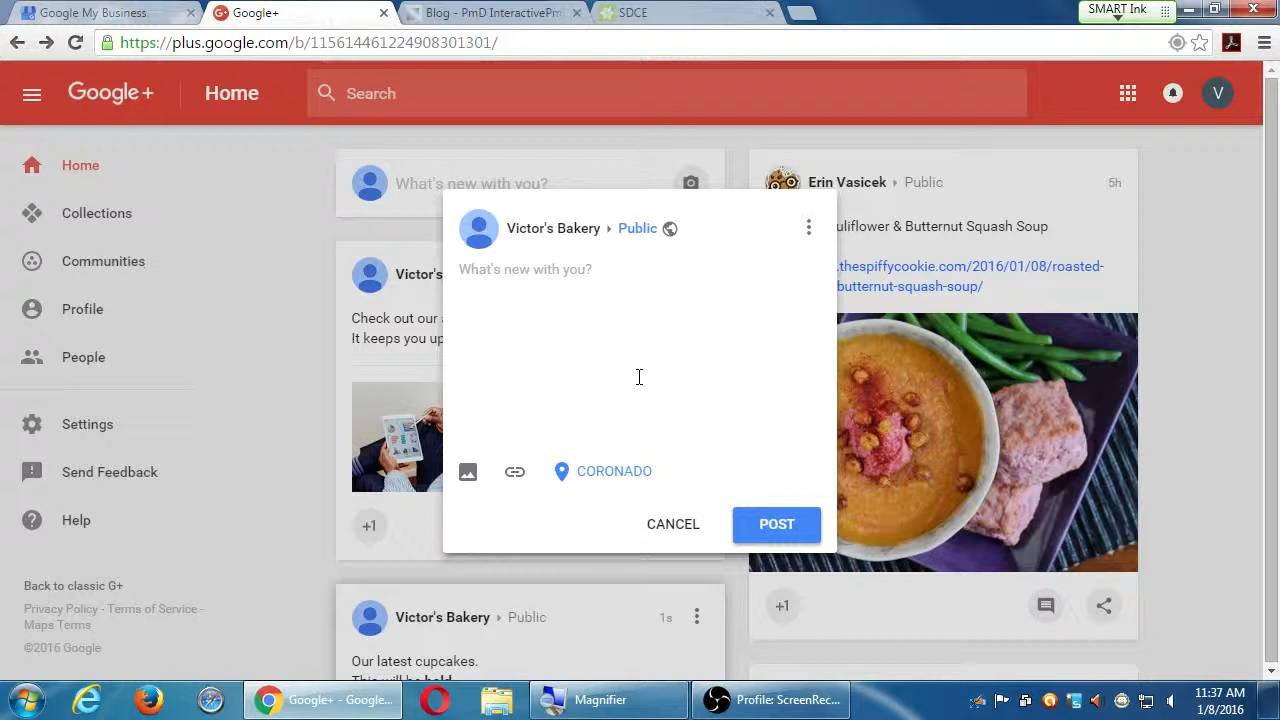 Google My Business
Google+
Blog - PmD Interactive
SDCE
SMART Ink
https://plus.google.com/b/115614461224908301301/
Google+
Home
Search
V
Home
Collections
Communities
Profile
People
Settings
Send Feedback
Help
Back to classic G+
Privacy Policy - Terms of Service -
Maps Terms
©2016 Google
What's new with you?
Victor's
Check out our
It keeps you up
+1
Victor's Bakery
Public
1s
Our latest cupcakes.
This will be bold
Victor's Bakery
Public
What's new with you?
CORONADO
CANCEL
POST
Erin Vasicek
Public
5h
uliflower & Butternut Squash Soup
.thespiffycookie.com/2016/01/08/roasted-
butternut-squash-soup/
+1
Google+ - Google...
Magnifier
Profile: ScreenRec...
11:37 AM
1/8/2016